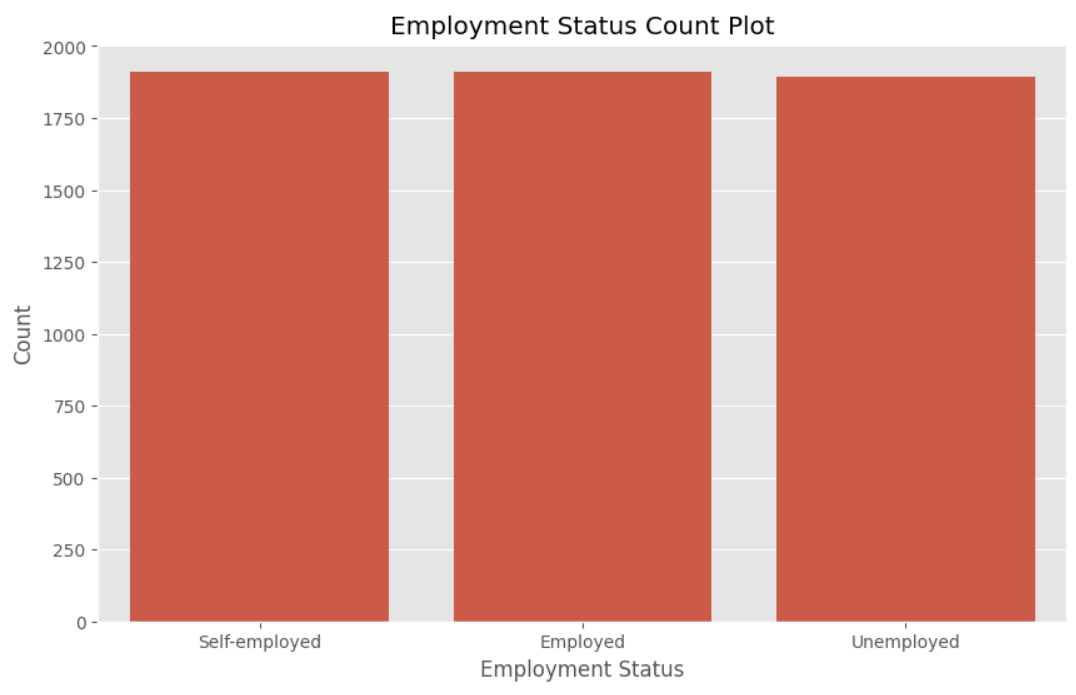 Employment Status Count Plot
2000
1750
1500
1250
1000
750
500
250
0
Count
Self-employed Employed Unemployed
Employment Status